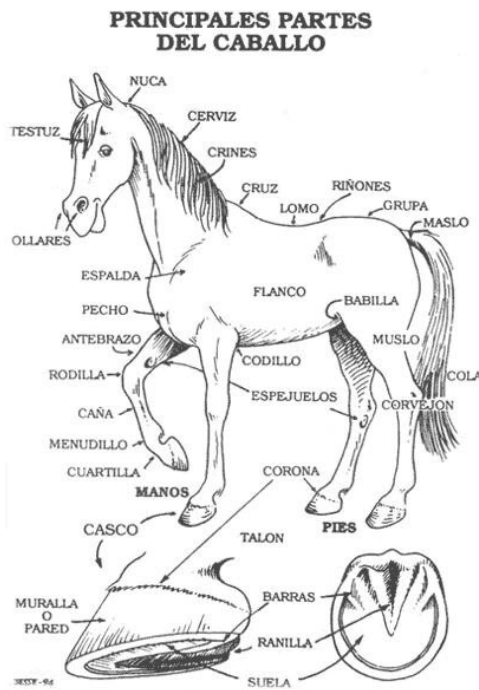 PRINCIPALES PARTES
DEL CABALLO
NUCA
TESTUZ
CERVIZ
CRINES
CRUZ
RIÑONES
LOMO
GRUPA
MASLO
OLLARES
ESPALDA
FLANCO
BABILLA
PECHO
ANTEBRAZO
MUSLO
CODILLO
RODILLA
COLA
ESPEJUELOS
CORVEJON
CAÑA
MENUDILLO
CUARTILLA
CORONA
MANOS
PIES
CASCO
TALON
MURALLA
O
PARED
BARRAS
RANILLA
SUELA